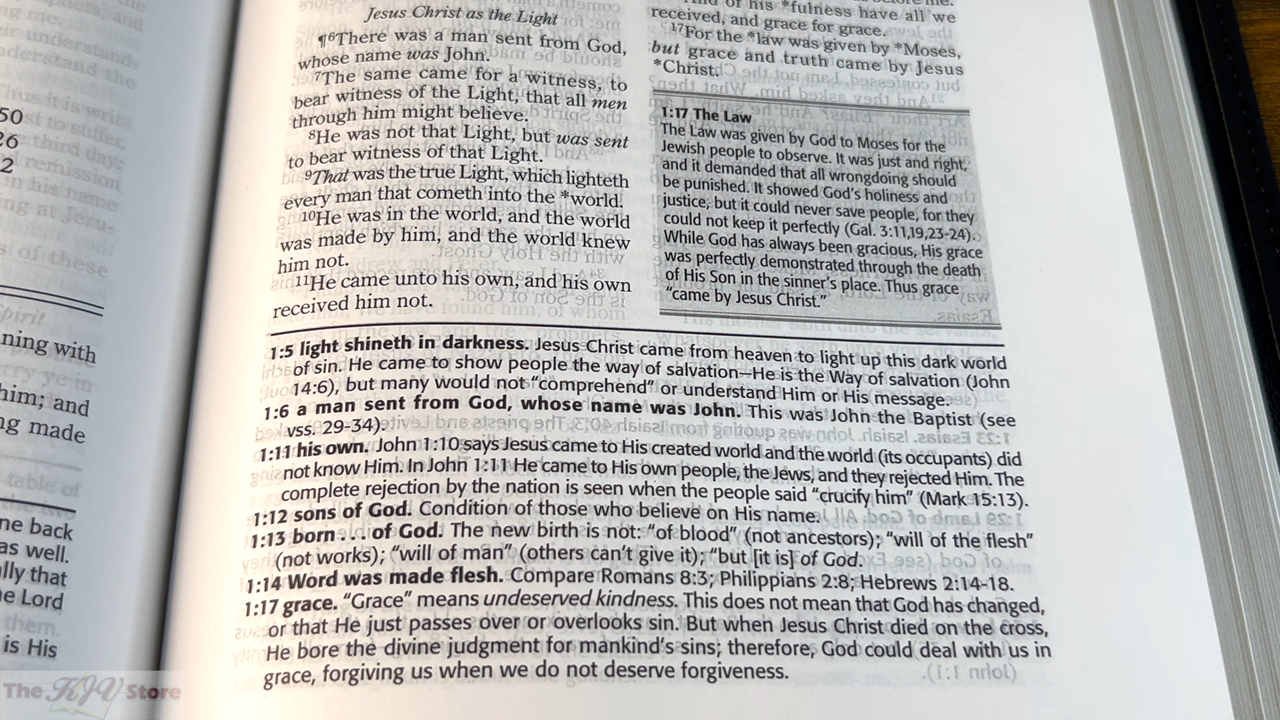 50
26
2
ning with
him; and
ng made
ne back
as well.
lly that
ne Lord
is His
Jesus Christ as the Light
¶6There was a man sent from God,
whose name was John.
7The same came for a witness, to
bear witness of the Light, that all men
through him might believe.
8He was not that Light, but was sent
to bear witness of that Light.
9That was the true Light, which lighteth
every man that cometh into the *world.
10He was in the world, and the world
was made by him, and the world knew
him not.
11He came unto his own, and his own
received him not.
of his *fulness have all we
received, and grace for grace.
17For the *law was given by *Moses,
but grace and truth came by Jesus
*Christ.
1:17 The Law
The Law was given by God to Moses for the
Jewish people to observe. It was just and right,
and it demanded that all wrongdoing should
be punished. It showed God's holiness and
justice, but it could never save people, for they
could not keep it perfectly (Gal. 3:11,19,23-24).
While God has always been gracious, His grace
was perfectly demonstrated through the death
of His Son in the sinner's place. Thus grace
"came by Jesus Christ."
1:5 light shineth in darkness. Jesus Christ came from heaven to light up this dark world
of sin. He came to show people the way of salvation—He is the Way of salvation (John
14:6), but many would not "comprehend" or understand Him or His message.
1:6 a man sent from God, whose name was John. This was John the Baptist (see
vss. 29-34).
1:11 his own. John 1:10 says Jesus came to His created world and the world (its occupants) did
not know Him. In John 1:11 He came to His own people, the Jews, and they rejected Him. The
complete rejection by the nation is seen when the people said "crucify him" (Mark 15:13).
1:12 sons of God. Condition of those who believe on His name.
1:13 born . . . of God. The new birth is not: "of blood" (not ancestors); "will of the flesh"
(not works); "will of man" (others can't give it); "but [it is] of God.
1:14 Word was made flesh. Compare Romans 8:3; Philippians 2:8; Hebrews 2:14-18.
1:17 grace. "Grace" means undeserved kindness. This does not mean that God has changed,
or that He just passes over or overlooks sin. But when Jesus Christ died on the cross,
He bore the divine judgment for mankind's sins; therefore, God could deal with us in
grace, forgiving us when we do not deserve forgiveness.
The KJV Store